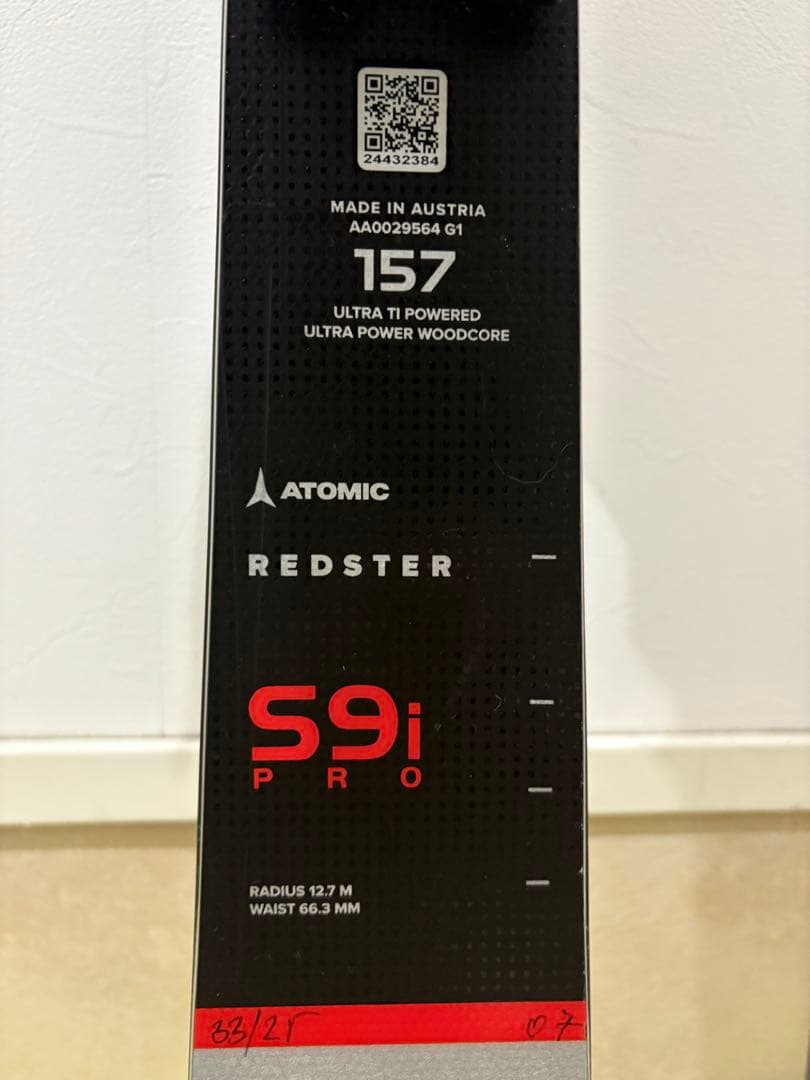 24432384
MADE IN AUSTRIA
AA0029564 G1
157
ULTRA TI POWERED
ULTRA POWER WOODCORE
ATOMIC
REDSTER
S9i
PRO
RADIUS 12.7 M
WAIST 66.3 MM
07